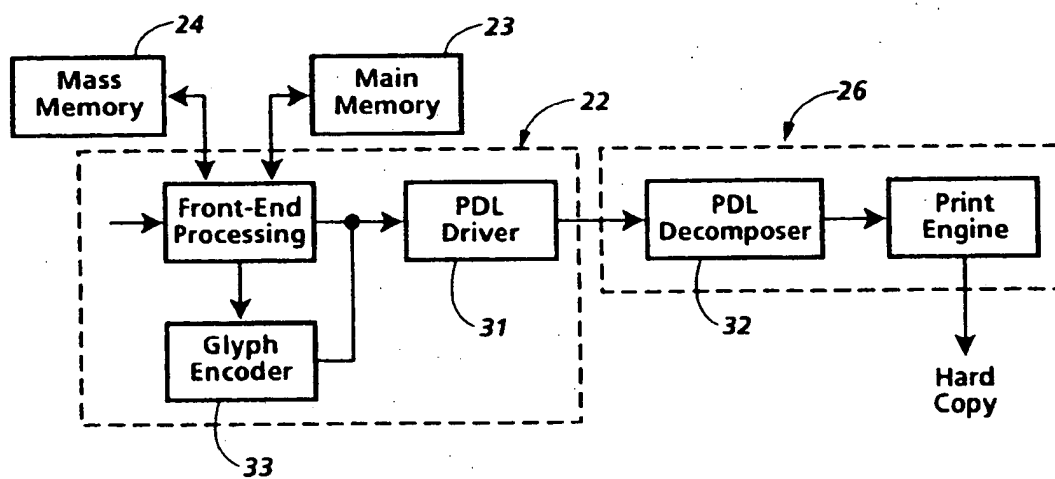 24
23
Mass
Memory
Main
Memory
22
26
Front-End
Processing
PDL
Driver
PDL
Decomposer
Print
Engine
31
32
Glyph
Encoder
Hard
Copy
33